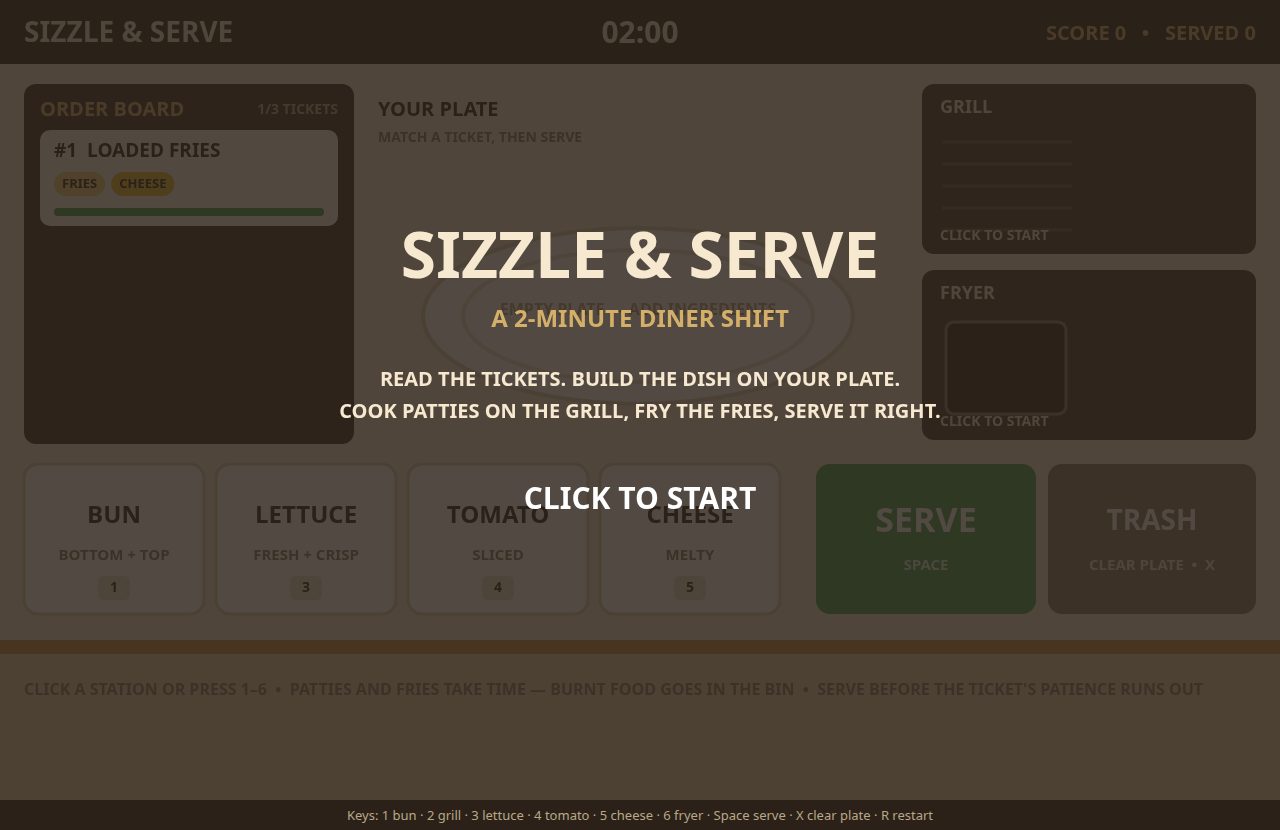 SIZZLE & SERVE
02:00
SCORE 0 • SERVED 0
ORDER BOARD
1/3 TICKETS
#1 LOADED FRIES
FRIES
CHEESE
YOUR PLATE
MATCH A TICKET, THEN SERVE
GRILL
CLICK TO START
FRYER
CLICK TO START
SIZZLE & SERVE
EMPTY PLATE — ADD INGREDIENTS
A 2-MINUTE DINER SHIFT
READ THE TICKETS. BUILD THE DISH ON YOUR PLATE.
COOK PATTIES ON THE GRILL, FRY THE FRIES, SERVE IT RIGHT.
CLICK TO START
BUN
BOTTOM + TOP
1
LETTUCE
FRESH + CRISP
3
TOMATO
SLICED
4
CHEESE
MELTY
5
SERVE
SPACE
TRASH
CLEAR PLATE • X
CLICK A STATION OR PRESS 1–6 • PATTIES AND FRIES TAKE TIME — BURNT FOOD GOES IN THE BIN • SERVE BEFORE THE TICKET'S PATIENCE RUNS OUT
Keys: 1 bun · 2 grill · 3 lettuce · 4 tomato · 5 cheese · 6 fryer · Space serve · X clear plate · R restart